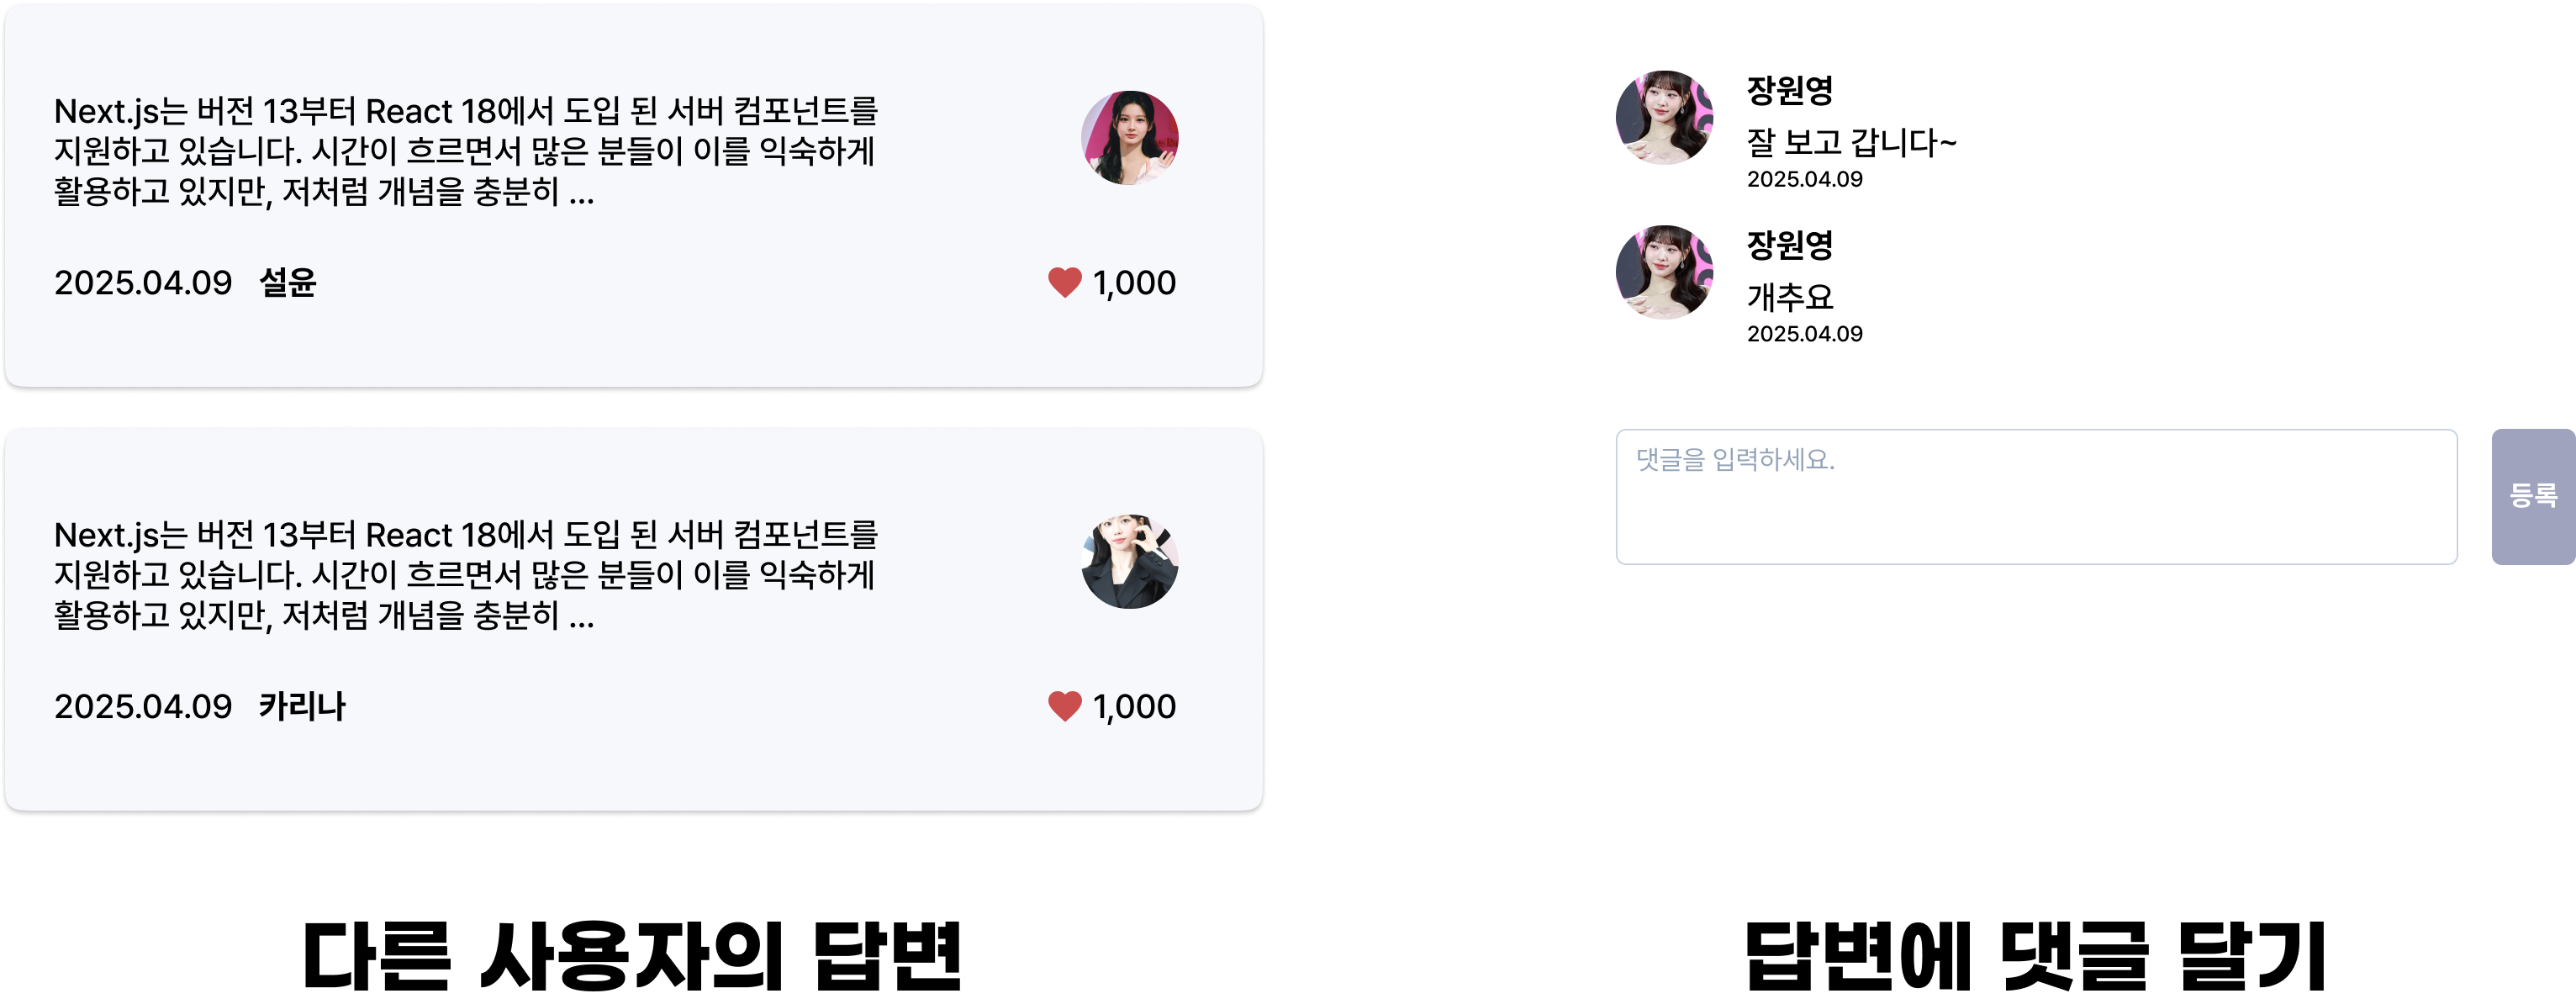 Next.js는 버전 13부터 React 18에서 도입 된 서버 컴포넌트를
지원하고 있습니다. 시간이 흐르면서 많은 분들이 이를 익숙하게
활용하고 있지만, 저처럼 개념을 충분히 ...
2025.04.09 설윤
1,000
Next.js는 버전 13부터 React 18에서 도입 된 서버 컴포넌트를
지원하고 있습니다. 시간이 흐르면서 많은 분들이 이를 익숙하게
활용하고 있지만, 저처럼 개념을 충분히 ...
2025.04.09 카리나
1,000
다른 사용자의 답변
장원영
잘 보고 갑니다~
2025.04.09
장원영
개추요
2025.04.09
댓글을 입력하세요.
등록
답변에 댓글 달기